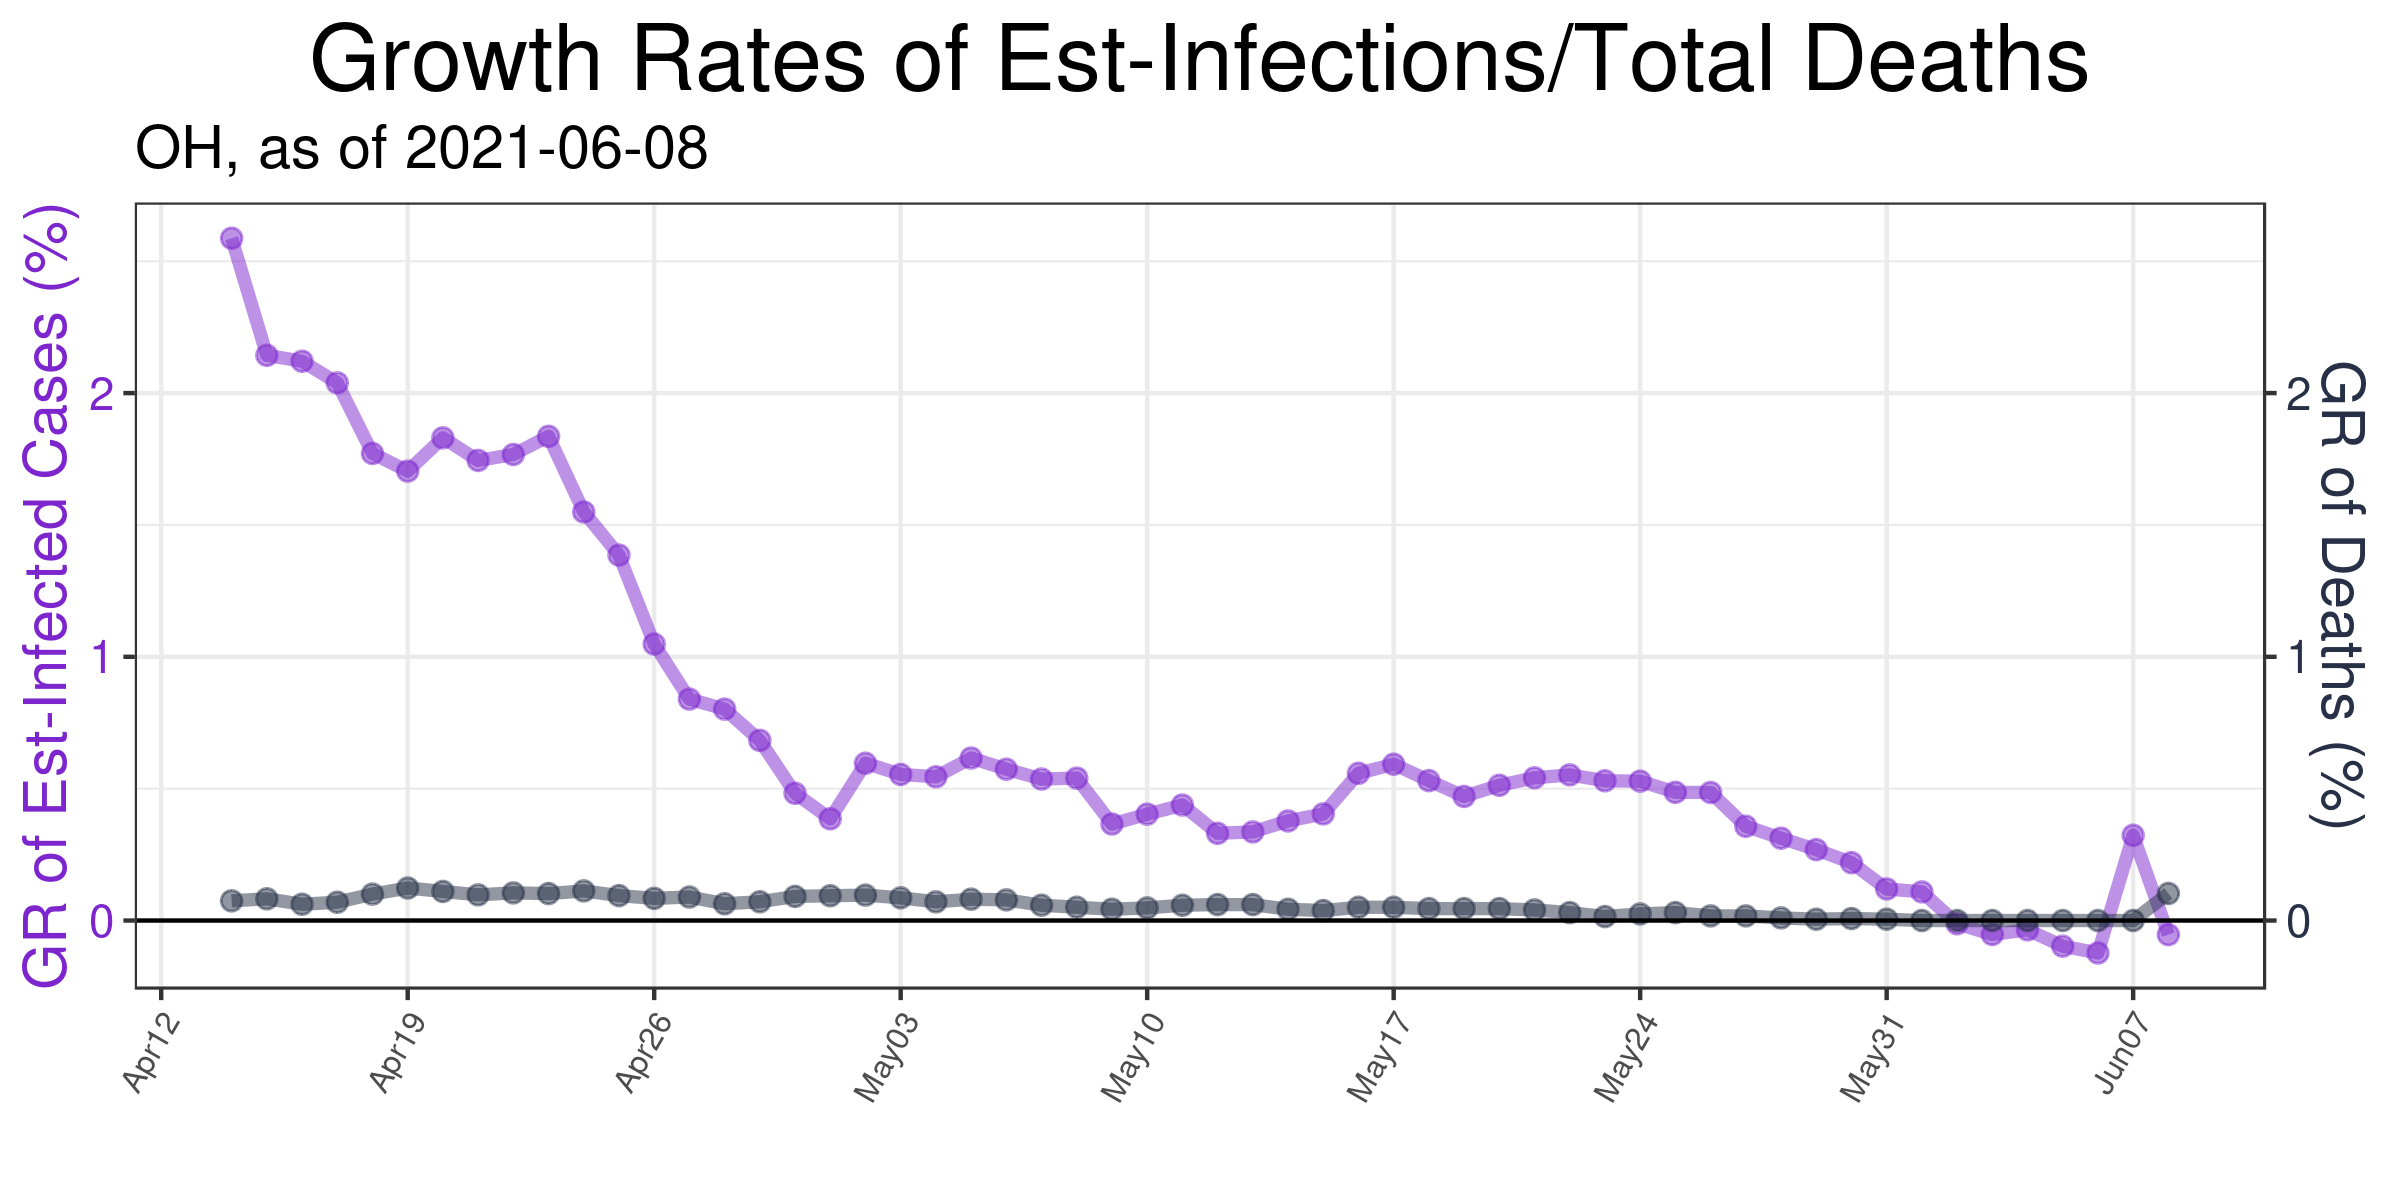 Growth Rates of Est-Infections/Total Deaths
OH, as of 2021-06-08
GR of Est-Infected Cases (%)
2
1
0
2
1
0
GR of Deaths (%)
Apr12
Apr19
Apr26
May03
May10
May17
May24
May31
Jun07